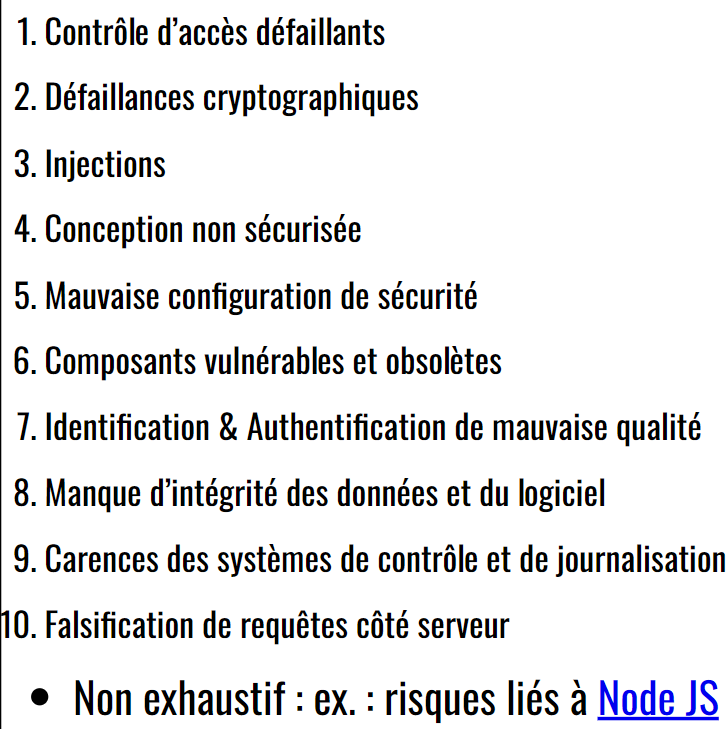 1. Contrôle d’accès défaillants
2. Défaillances cryptographiques
3. Injections
4. Conception non sécurisée
5. Mauvaise configuration de sécurité
6. Composants vulnérables et obsolètes
7. Identification & Authentification de mauvaise qualité
8. Manque d’intégrité des données et du logiciel
9. Carences des systèmes de contrôle et de journalisation
10. Falsification de requêtes côté serveur
• Non exhaustif : ex. : risques liés à Node JS